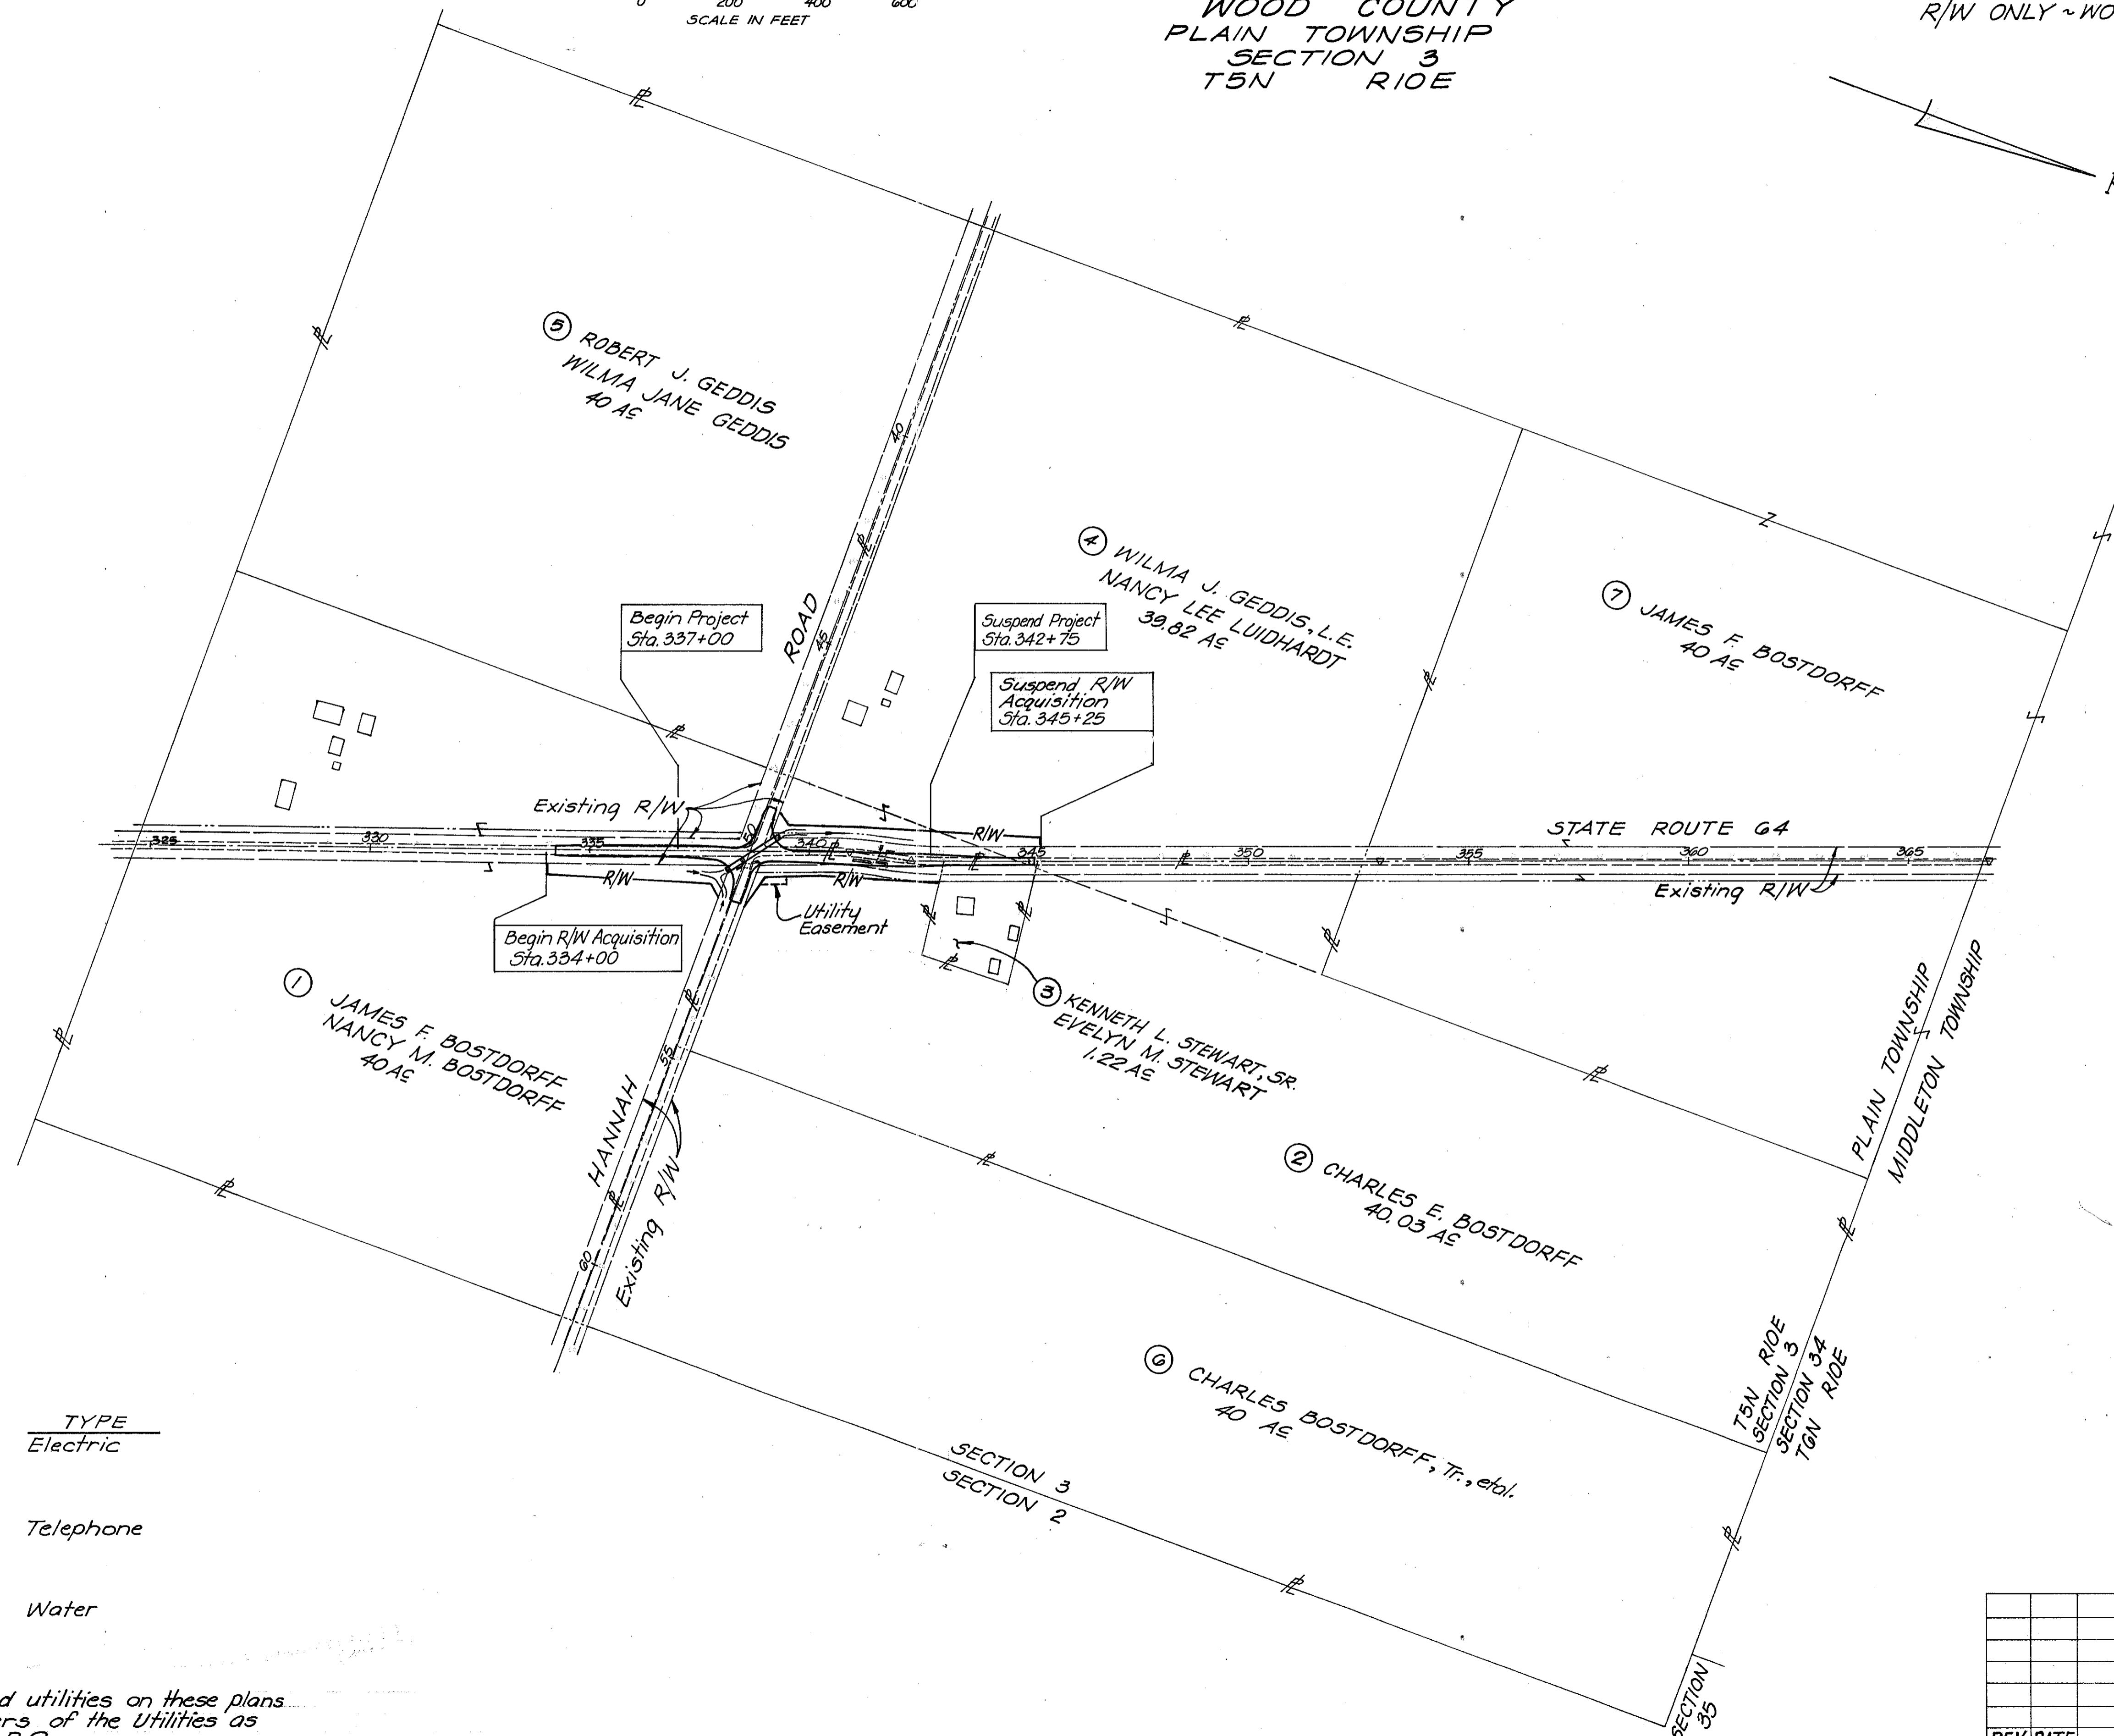 0 200 400 600
SCALE IN FEET
WOOD COUNTY
PLAIN TOWNSHIP
SECTION 3
T5N R10E
R/W ONLY ~
5
ROBERT J. GEDDIS
WILMA JANE GEDDIS
40 Ac
4
WILMA J. GEDDIS, L.E.
NANCY LEE LUIDHARDT
39.82 Ac
7
JAMES F. BOSTDORFF
40 Ac
40
45
ROAD
Begin Project
Sta. 337+00
Suspend Project
Sta. 342+75
Suspend R/W
Acquisition
Sta. 345+25
Existing R/W
R/W
STATE ROUTE 64
325
330
335
50
340
345
350
355
360
365
R/W
R/W
Existing R/W
Utility
Easement
Begin R/W Acquisition
Sta. 334+00
1
JAMES F. BOSTDORFF
NANCY M. BOSTDORFF
40 Ac
3
KENNETH L. STEWART, SR.
EVELYN M. STEWART
1.22 Ac
55
HANNAH
Existing R/W
60
2
CHARLES E. BOSTDORFF
40.03 Ac
PLAIN TOWNSHIP
MIDDLETON TOWNSHIP
6
CHARLES BOSTDORFF, Tr., etal.
40 Ac
T5N R10E
SECTION 3
SECTION 34
T6N R10E
SECTION 3
SECTION 2
SECTION
35
TYPE
Electric
Telephone
Water
utilities on these plans
of the Utilities as
REV. DATE